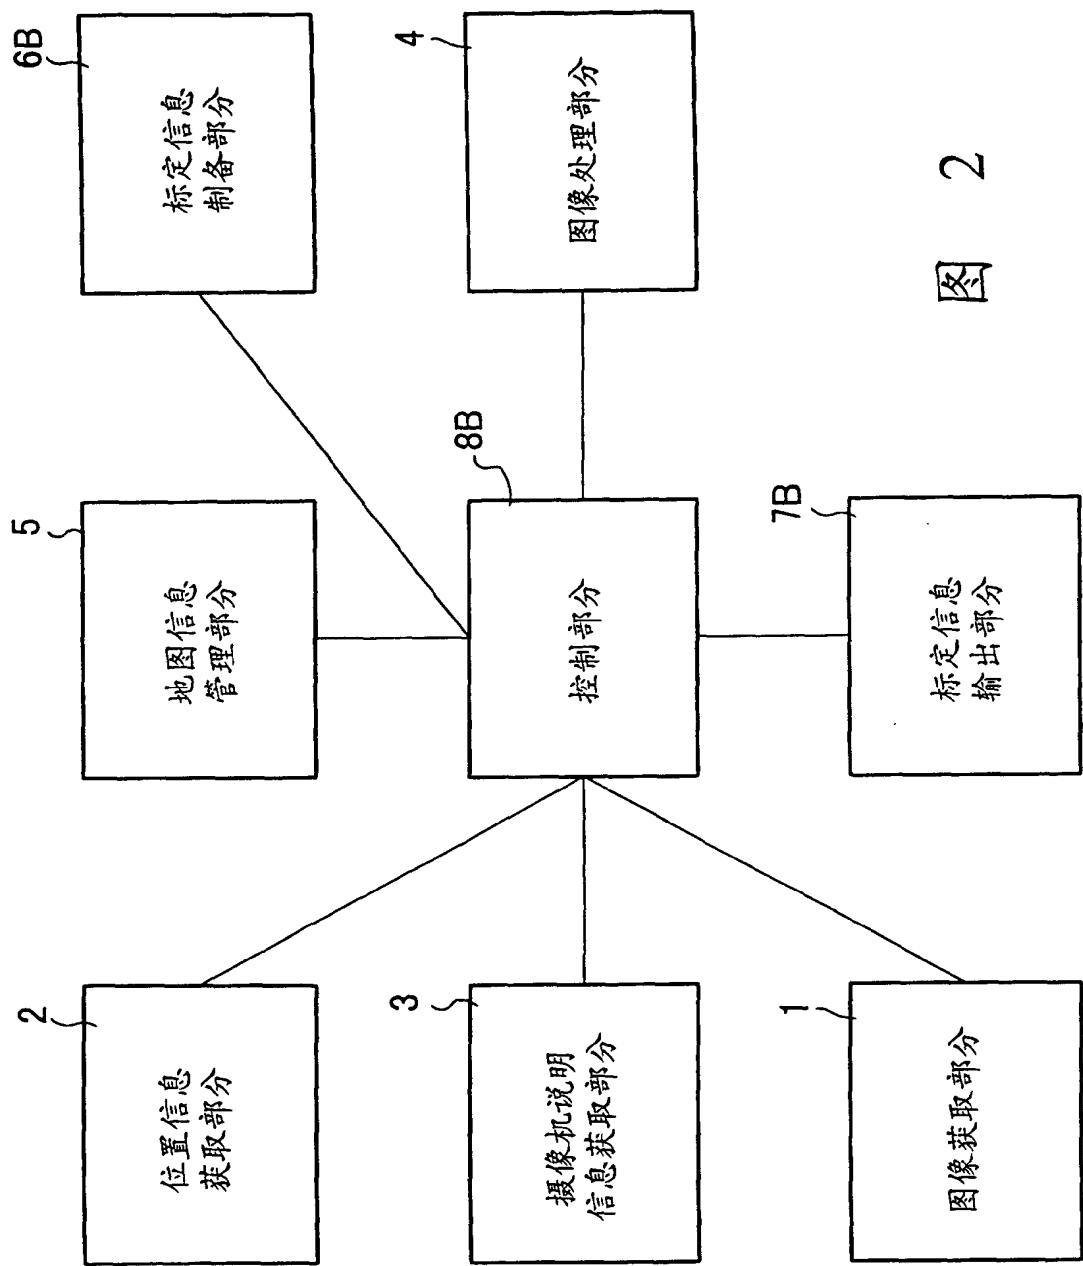 2
位置信息
获取部分
5
地图信息
管理部分
6B
标定信息
制备部分
3
摄像机说明
信息获取部分
8B
控制部分
4
图像处理部分
1
图像获取部分
7B
标定信息
输出部分
图 2